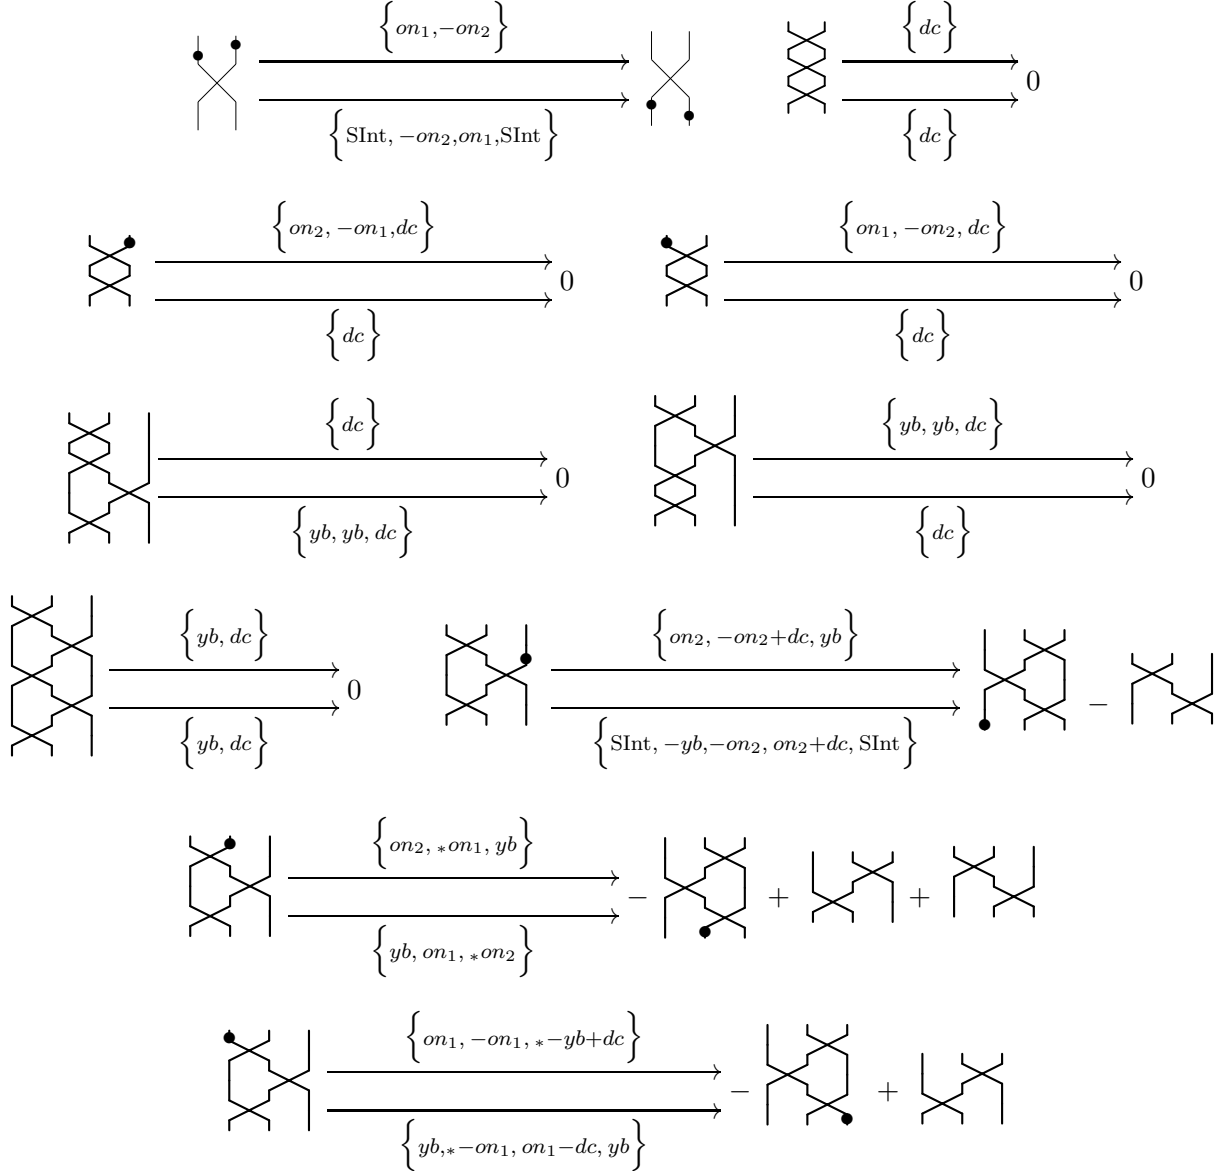 {on₁,−on₂} {dc}
0
{SInt, −on₂,on₁,SInt} {dc}
{on₂, −on₁,dc} {on₁, −on₂, dc}
0 0
{dc} {dc}
{dc} {yb, yb, dc}
0 0
{yb, yb, dc} {dc}
{yb, dc} {on₂, −on₂+dc, yb}
0 −
{yb, dc} {SInt, −yb,−on₂, on₂+dc, SInt}
{on₂, *on₁, yb}
− + +
{yb, on₁, *on₂}
{on₁, −on₁, *−yb+dc}
− +
{yb,*−on₁, on₁−dc, yb}